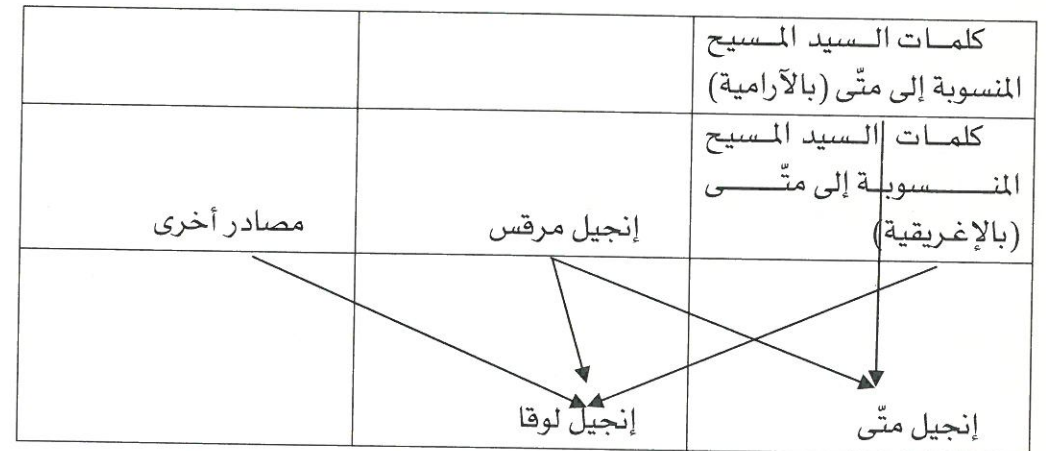 كلمات السيد المسيح
المنسوبة إلى متّى (بالآرامية)
كلمات السيد المسيح
المنسوبة إلى متّى
(بالإغريقية)
إنجيل مرقس
مصادر أخرى
إنجيل متّى
إنجيل لوقا